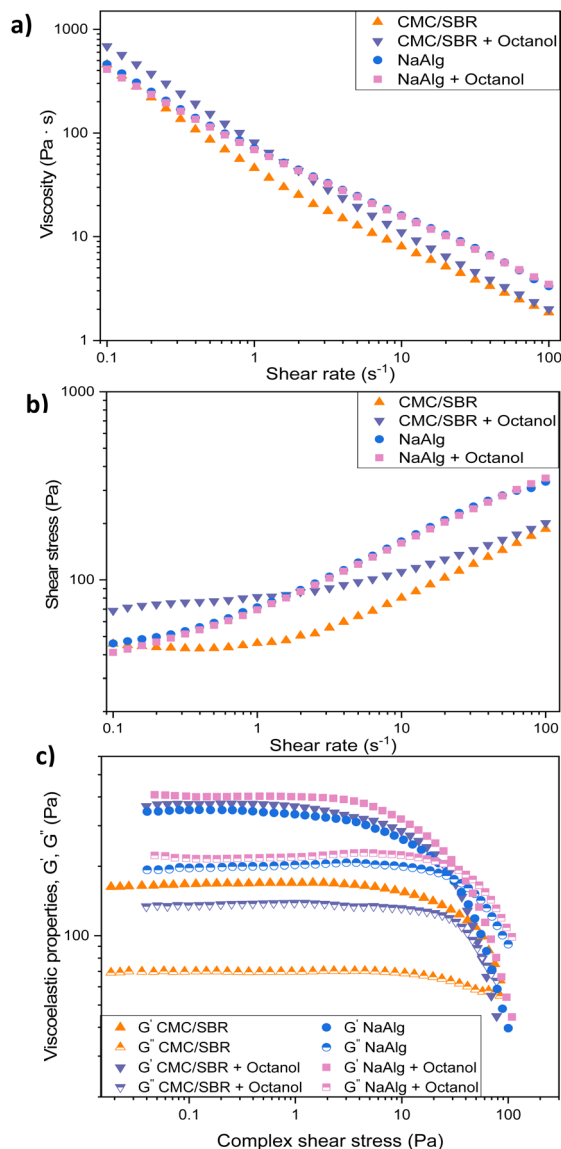 a)
CMC/SBR
CMC/SBR + Octanol
NaAlg
NaAlg + Octanol
1000
100
10
1
Viscosity (Pa · s)
0.1 1 10 100
Shear rate (s⁻¹)
b)
CMC/SBR
CMC/SBR + Octanol
NaAlg
NaAlg + Octanol
1000
100
Shear stress (Pa)
0.1 1 10 100
Shear rate (s⁻¹)
c)
Viscoelastic properties, G', G'' (Pa)
100
G' CMC/SBR G' NaAlg
G'' CMC/SBR G'' NaAlg
G' CMC/SBR + Octanol G' NaAlg + Octanol
G'' CMC/SBR + Octanol G'' NaAlg + Octanol
0.1 1 10 100
Complex shear stress (Pa)